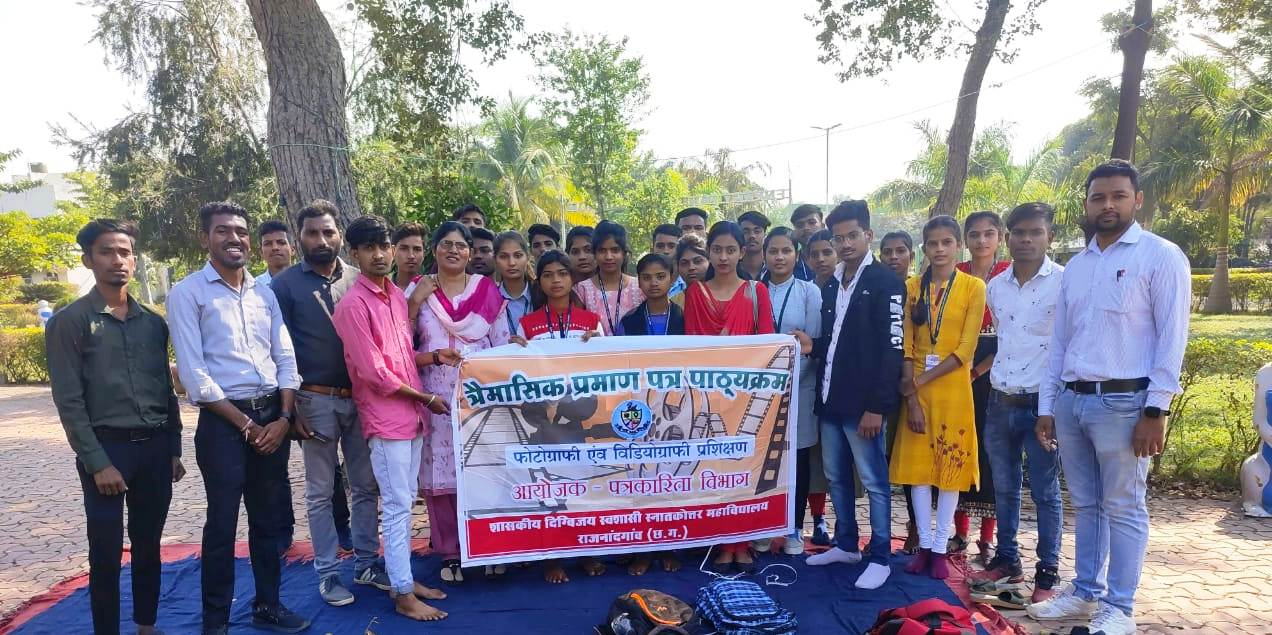 त्रैमासिक प्रमाण पत्र पाठ्यक्रम
फोटोग्राफी एंव विडियोग्राफी प्रशिक्षण
आयोजक - पत्रकारिता विभाग
शासकीय दिग्विजय स्वशासी स्नातकोत्तर महाविद्यालय
राजनांदगांव (छ.ग.)